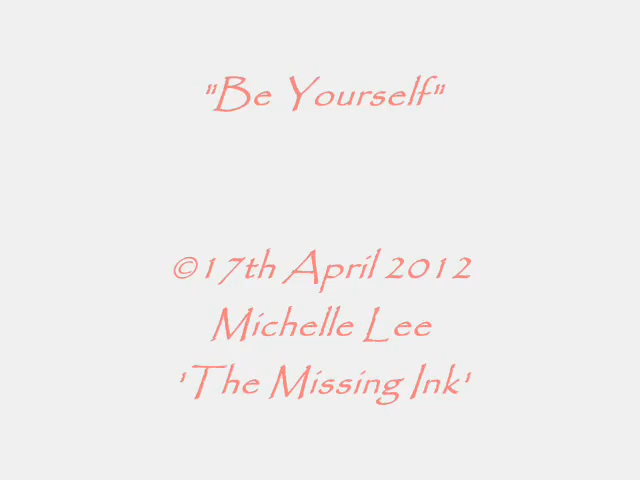 "Be Yourself"
©17th April 2012
Michelle Lee
'The Missing Ink'